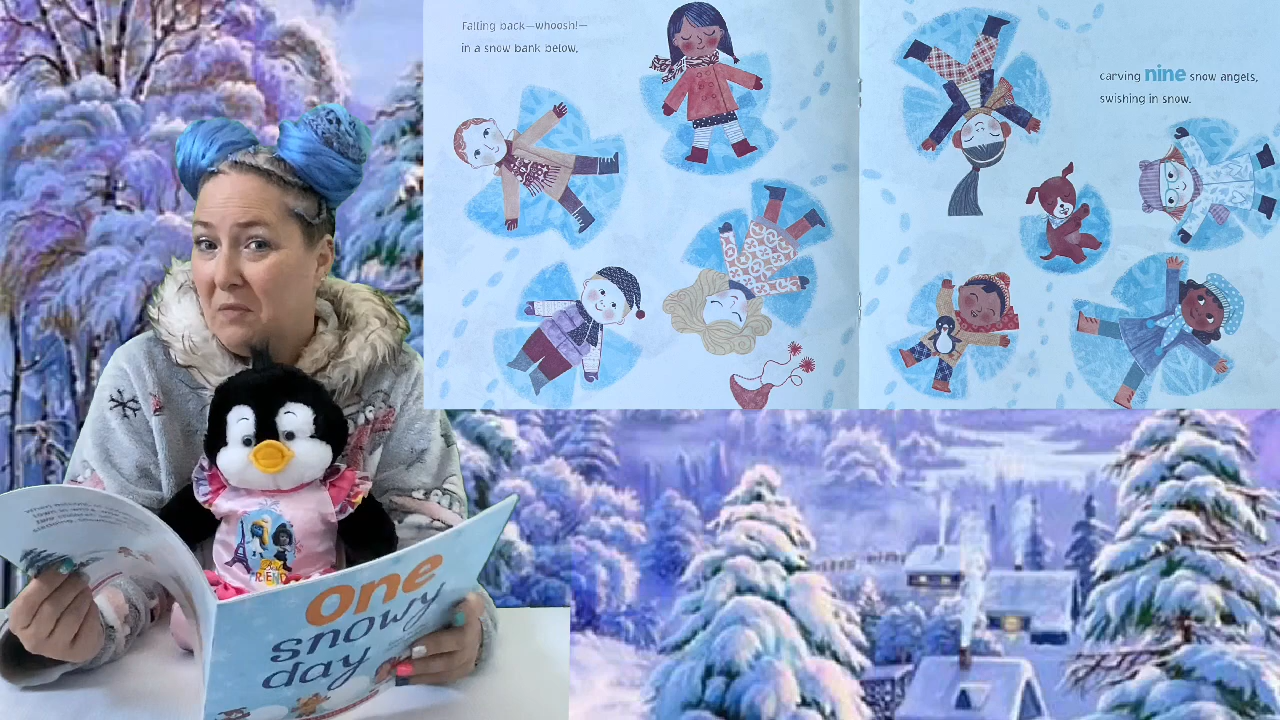 Falling back—whoosh!—
in a snow bank below,
carving nine snow angels,
swishing in snow.
one
snowy
day